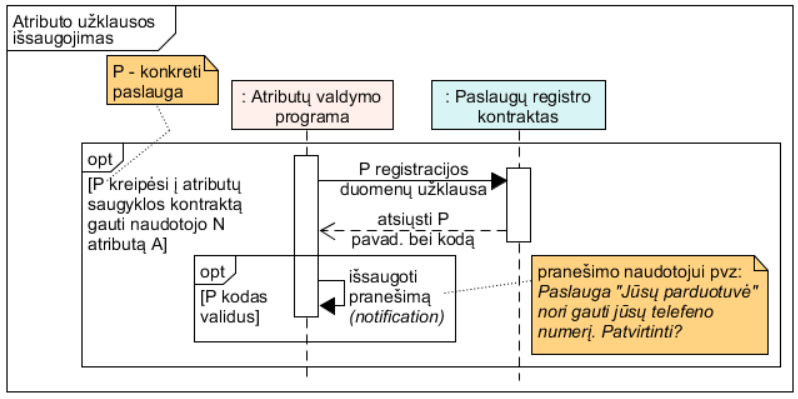 Atributo užklausos
išsaugojimas
P - konkreti
paslauga
: Atributų valdymo
programa
: Paslaugų registro
kontraktas
opt
[P kreipėsi į atributų
saugyklos kontraktą
gauti naudotojo N
atributą A]
P registracijos
duomenų užklausa
atsiųsti P
pavad. bei kodą
opt
[P kodas
validus]
išsaugoti
pranešimą
(notification)
pranešimo naudotojui pvz:
Paslauga "Jūsų parduotuvė"
nori gauti jūsų telefeno
numerį. Patvirtinti?